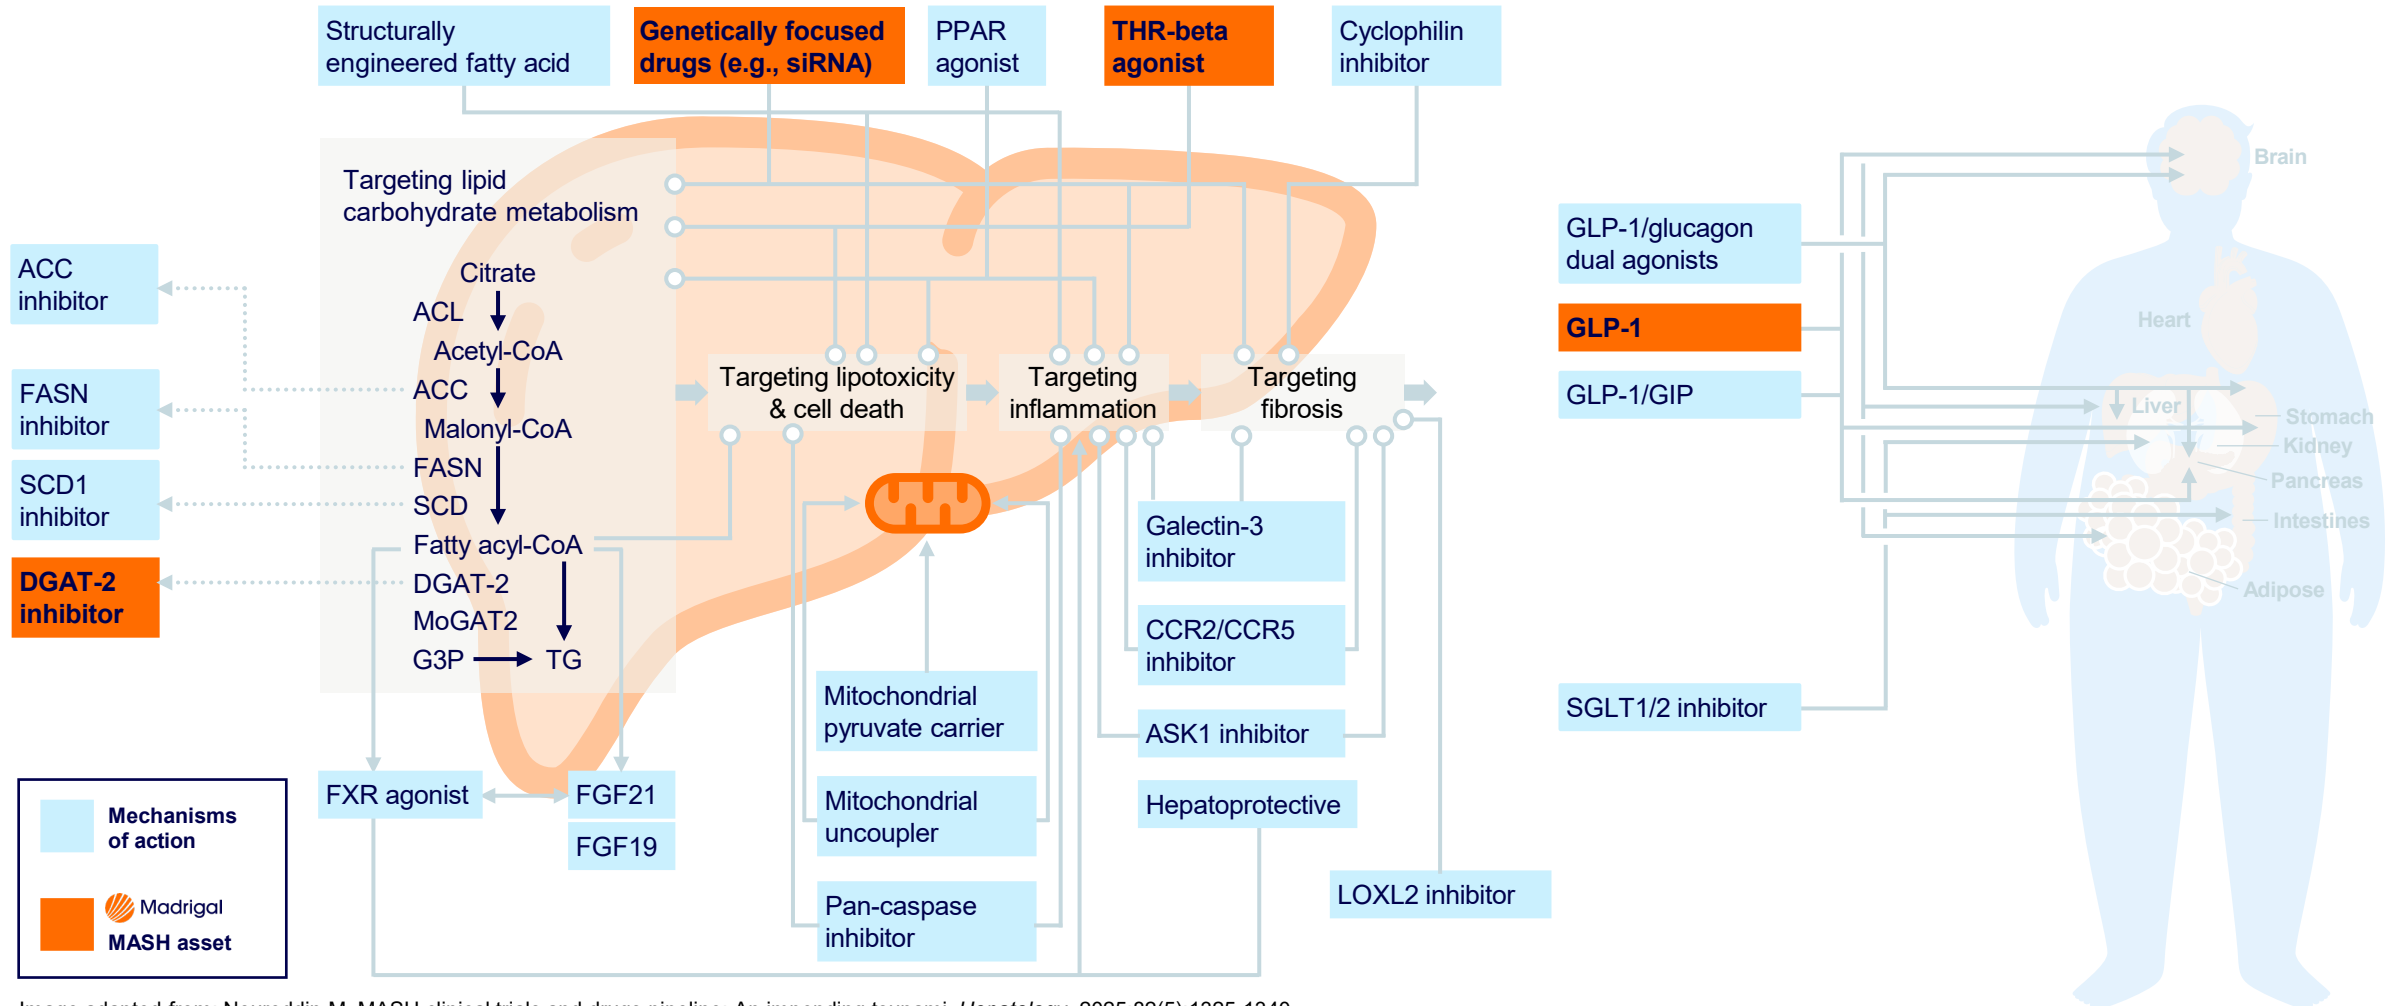 Structurally
engineered fatty acid
Genetically focused
drugs (e.g., siRNA)
PPAR
agonist
THR-beta
agonist
Cyclophilin
inhibitor
Targeting lipid
carbohydrate metabolism
Citrate
ACL
Acetyl-CoA
ACC
Malonyl-CoA
FASN
SCD
Fatty acyl-CoA
DGAT-2
MoGAT2
G3P
TG
ACC
inhibitor
FASN
inhibitor
SCD1
inhibitor
DGAT-2
inhibitor
Targeting lipotoxicity
& cell death
Targeting
inflammation
Targeting
fibrosis
Galectin-3
inhibitor
CCR2/CCR5
inhibitor
ASK1 inhibitor
Hepatoprotective
LOXL2 inhibitor
Mitochondrial
pyruvate carrier
Mitochondrial
uncoupler
Pan-caspase
inhibitor
FXR agonist
FGF21
FGF19
GLP-1/glucagon
dual agonists
GLP-1
GLP-1/GIP
SGLT1/2 inhibitor
Brain
Heart
Liver
Stomach
Kidney
Pancreas
Intestines
Adipose
Mechanisms
of action
Madrigal
MASH asset